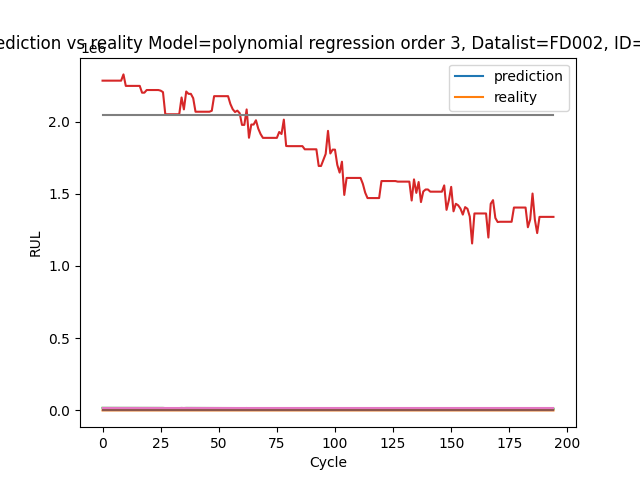 ediction vs reality Model=polynomial regression order 3, Datalist=FD002, ID=
1e6
prediction
reality
2.0
1.5
1.0
0.5
0.0
RUL
0 25 50 75 100 125 150 175 200
Cycle